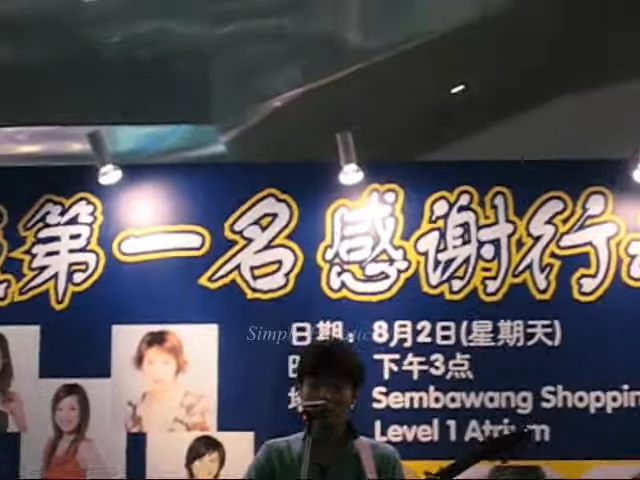 第一名感謝行
日期: 8月2日(星期天)
下午3点
Sembawang Shoppin
Level 1 Atrium